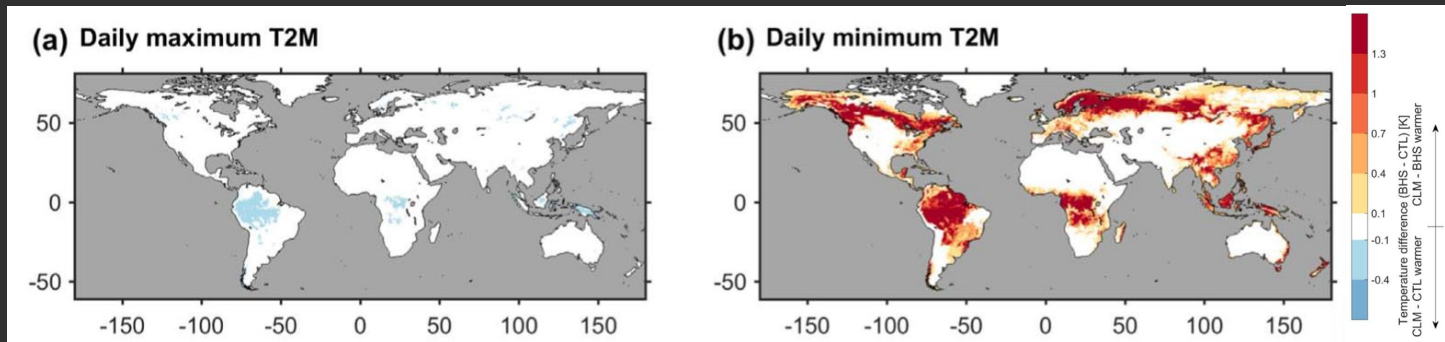 (a) Daily maximum T2M
50
0
-50
-150 -100 -50 0 50 100 150
(b) Daily minimum T2M
50
0
-50
-150 -100 -50 0 50 100 150
1.3
1
0.7
0.4
0.1
-0.1
-0.4
Temperature difference (BHS - CTL) [K]
CLM - CTL warmer
CLM - BHS warmer